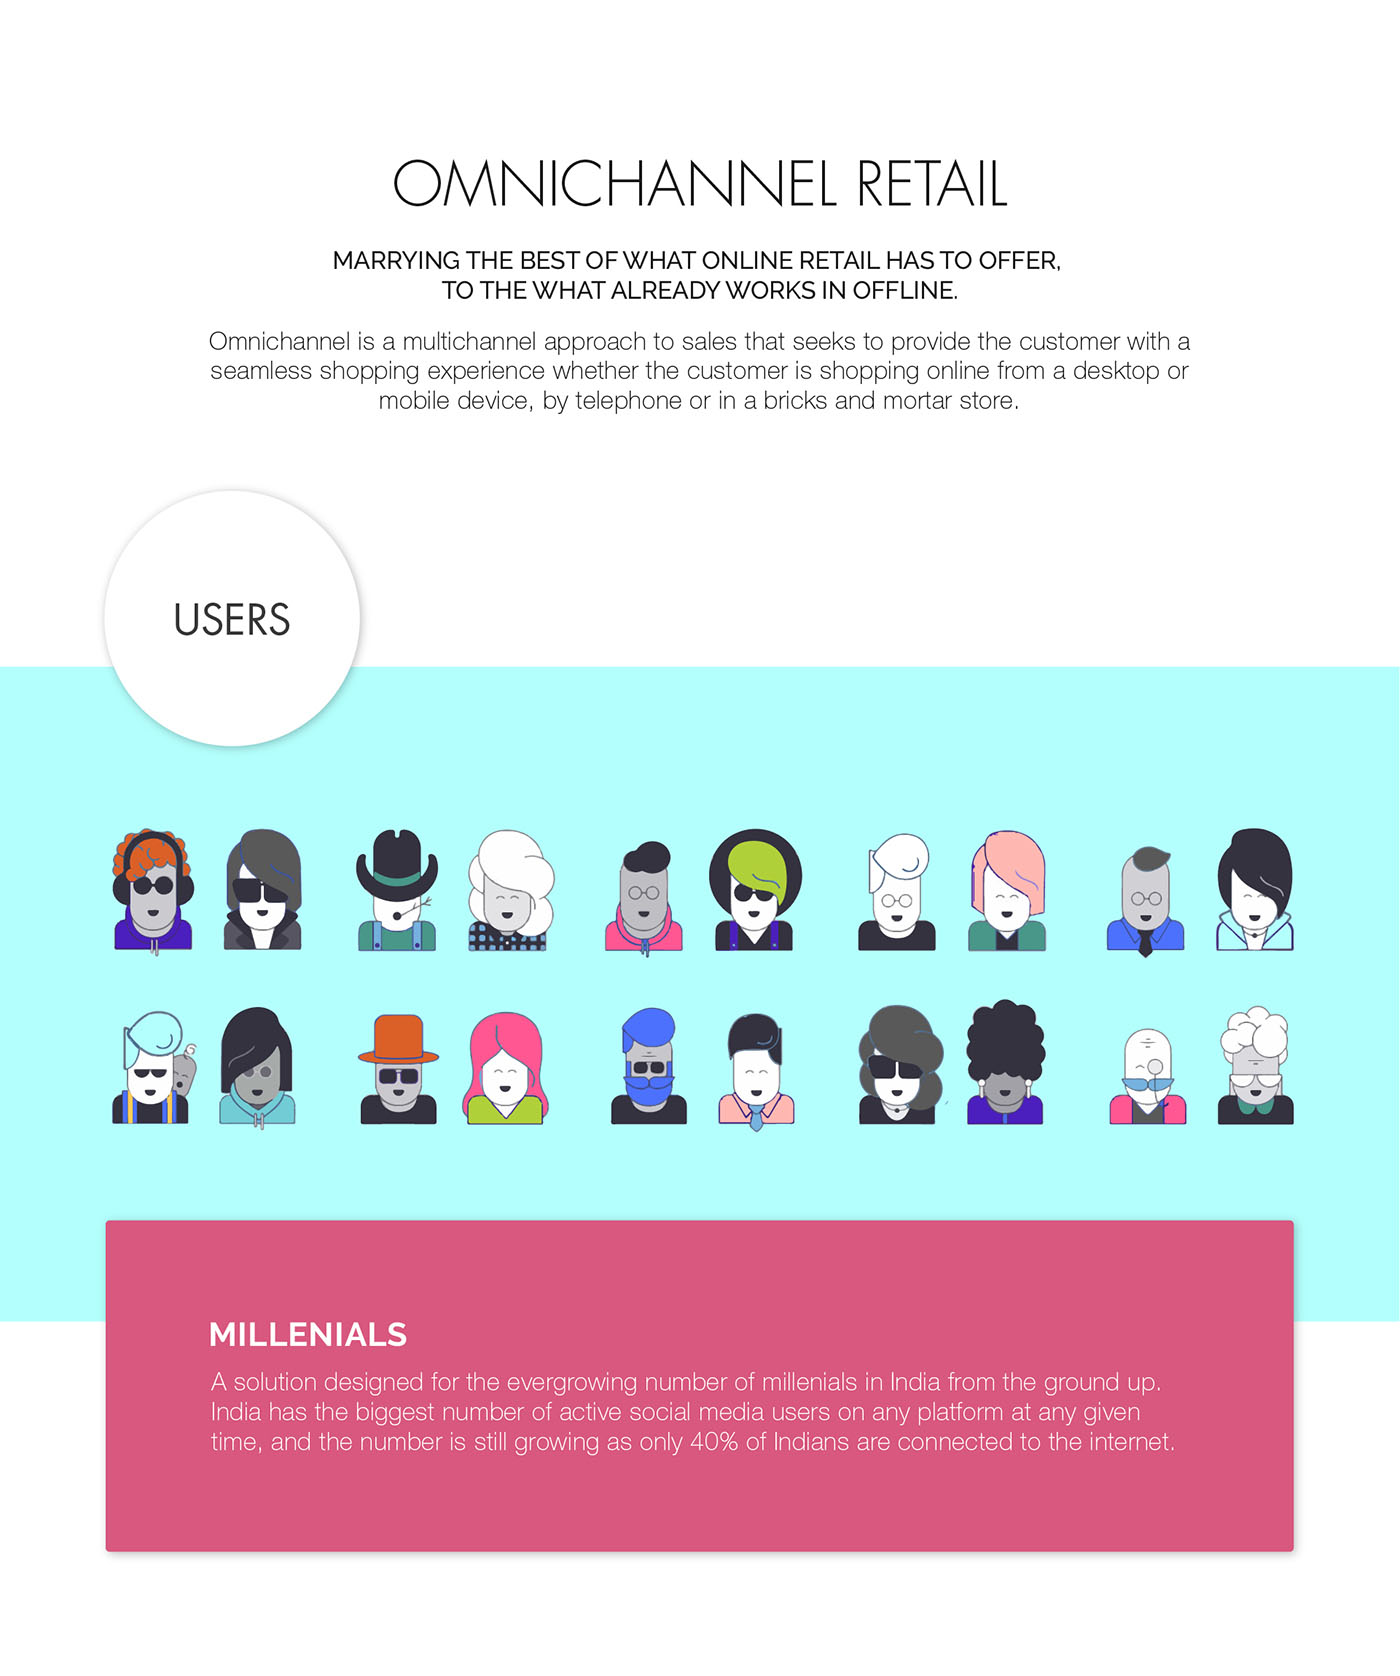 OMNICHANNEL RETAIL
MARRYING THE BEST OF WHAT ONLINE RETAIL HAS TO OFFER,
TO THE WHAT ALREADY WORKS IN OFFLINE.
Omnichannel is a multichannel approach to sales that seeks to provide the customer with a
seamless shopping experience whether the customer is shopping online from a desktop or
mobile device, by telephone or in a bricks and mortar store.
USERS
MILLENIALS
A solution designed for the evergrowing number of millenials in India from the ground up.
India has the biggest number of active social media users on any platform at any given
time, and the number is still growing as only 40% of Indians are connected to the internet.